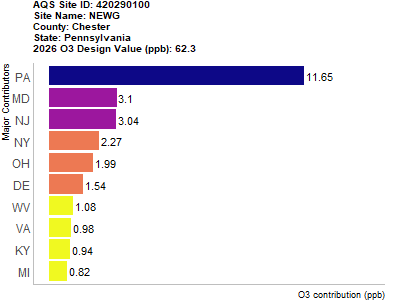 AQS Site ID: 420290100
Site Name: NEWG
County: Chester
State: Pennsylvania
2026 O3 Design Value (ppb): 62.3
Major Contributors
PA 11.65
MD 3.1
NJ 3.04
NY 2.27
OH 1.99
DE 1.54
WV 1.08
VA 0.98
KY 0.94
MI 0.82
O3 contribution (ppb)